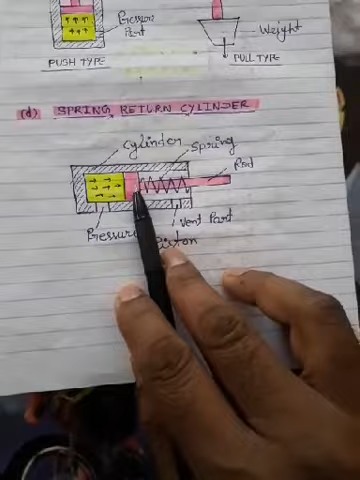 Pressure
Port
Weight
PUSH TYPE
PULL TYPE
(d) SPRING RETURN CYLINDER
Cylinder
Spring
Rod
Vent Port
Pressure
Piston